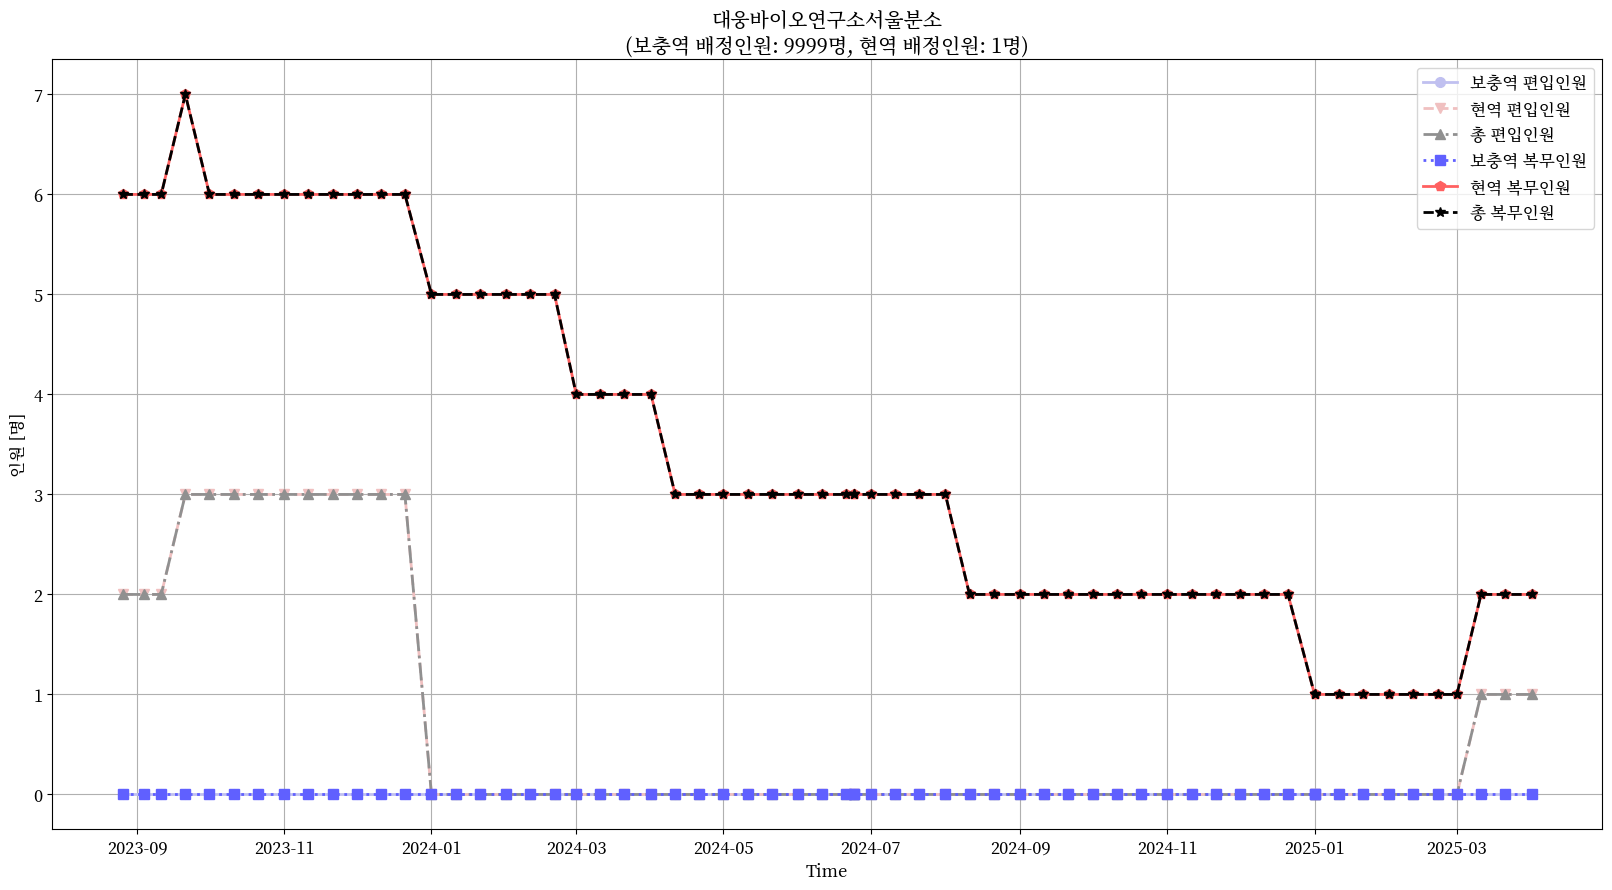 대웅바이오연구소서울분소
(보충역 배정인원: 9999명, 현역 배정인원: 1명)
보충역 편입인원
현역 편입인원
총 편입인원
보충역 복무인원
현역 복무인원
총 복무인원
인원 [명]
7
6
5
4
3
2
1
0
2023-09
2023-11
2024-01
2024-03
2024-05
2024-07
2024-09
2024-11
2025-01
2025-03
Time